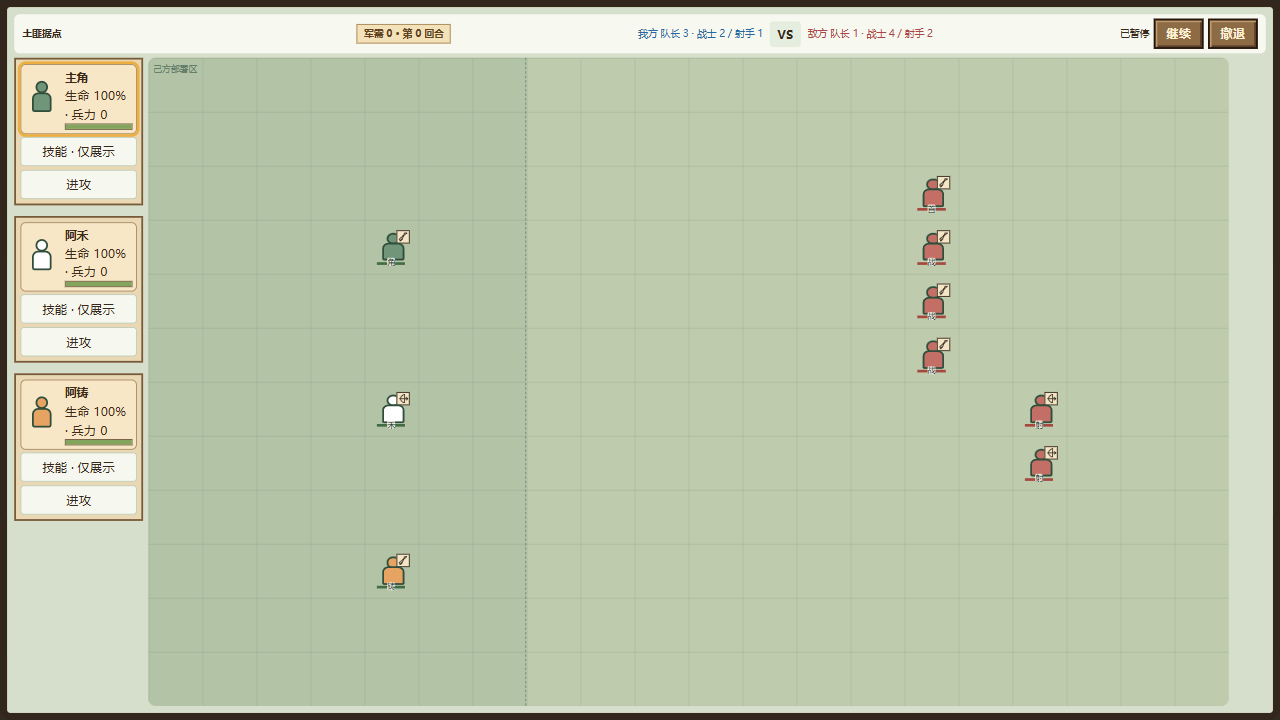 土匪据点
军需 0 · 第 0 回合
我方 队长 3 · 战士 2 / 射手 1
VS
敌方 队长 1 · 战士 4 / 射手 2
已暂停
继续
撤退
主角
生命 100%
· 兵力 0
技能 · 仅展示
进攻
阿禾
生命 100%
· 兵力 0
技能 · 仅展示
进攻
阿铸
生命 100%
· 兵力 0
技能 · 仅展示
进攻
己方部署区